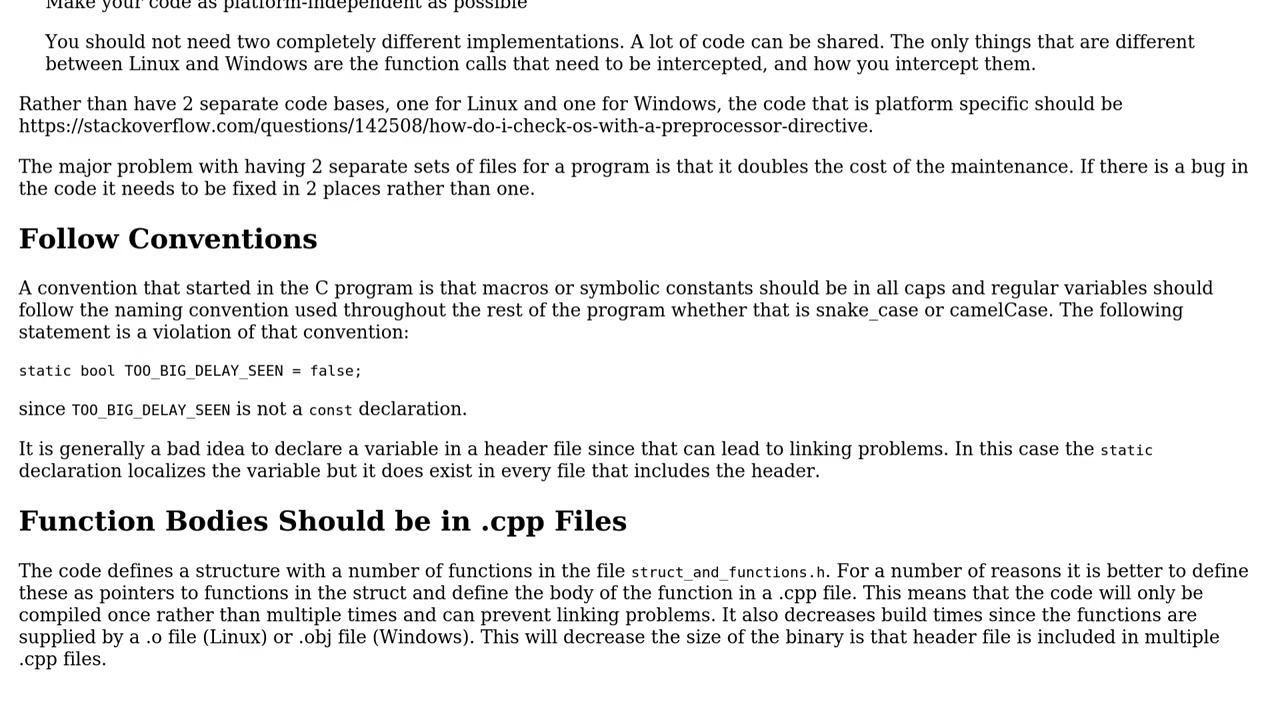 Make your code as platform-independent as possible
You should not need two completely different implementations. A lot of code can be shared. The only things that are different
between Linux and Windows are the function calls that need to be intercepted, and how you intercept them.
Rather than have 2 separate code bases, one for Linux and one for Windows, the code that is platform specific should be
https://stackoverflow.com/questions/142508/how-do-i-check-os-with-a-preprocessor-directive.
The major problem with having 2 separate sets of files for a program is that it doubles the cost of the maintenance. If there is a bug in
the code it needs to be fixed in 2 places rather than one.
Follow Conventions
A convention that started in the C program is that macros or symbolic constants should be in all caps and regular variables should
follow the naming convention used throughout the rest of the program whether that is snake_case or camelCase. The following
statement is a violation of that convention:
static bool TOO_BIG_DELAY_SEEN = false;
since TOO_BIG_DELAY_SEEN is not a const declaration.
It is generally a bad idea to declare a variable in a header file since that can lead to linking problems. In this case the static
declaration localizes the variable but it does exist in every file that includes the header.
Function Bodies Should be in .cpp Files
The code defines a structure with a number of functions in the file struct_and_functions.h. For a number of reasons it is better to define
these as pointers to functions in the struct and define the body of the function in a .cpp file. This means that the code will only be
compiled once rather than multiple times and can prevent linking problems. It also decreases build times since the functions are
supplied by a .o file (Linux) or .obj file (Windows). This will decrease the size of the binary is that header file is included in multiple
.cpp files.